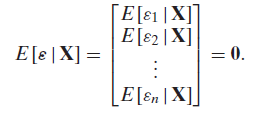 E[ε | X] = [ E[ε1 | X]
E[ε2 | X]
⋮
E[εn | X] ] = 0.